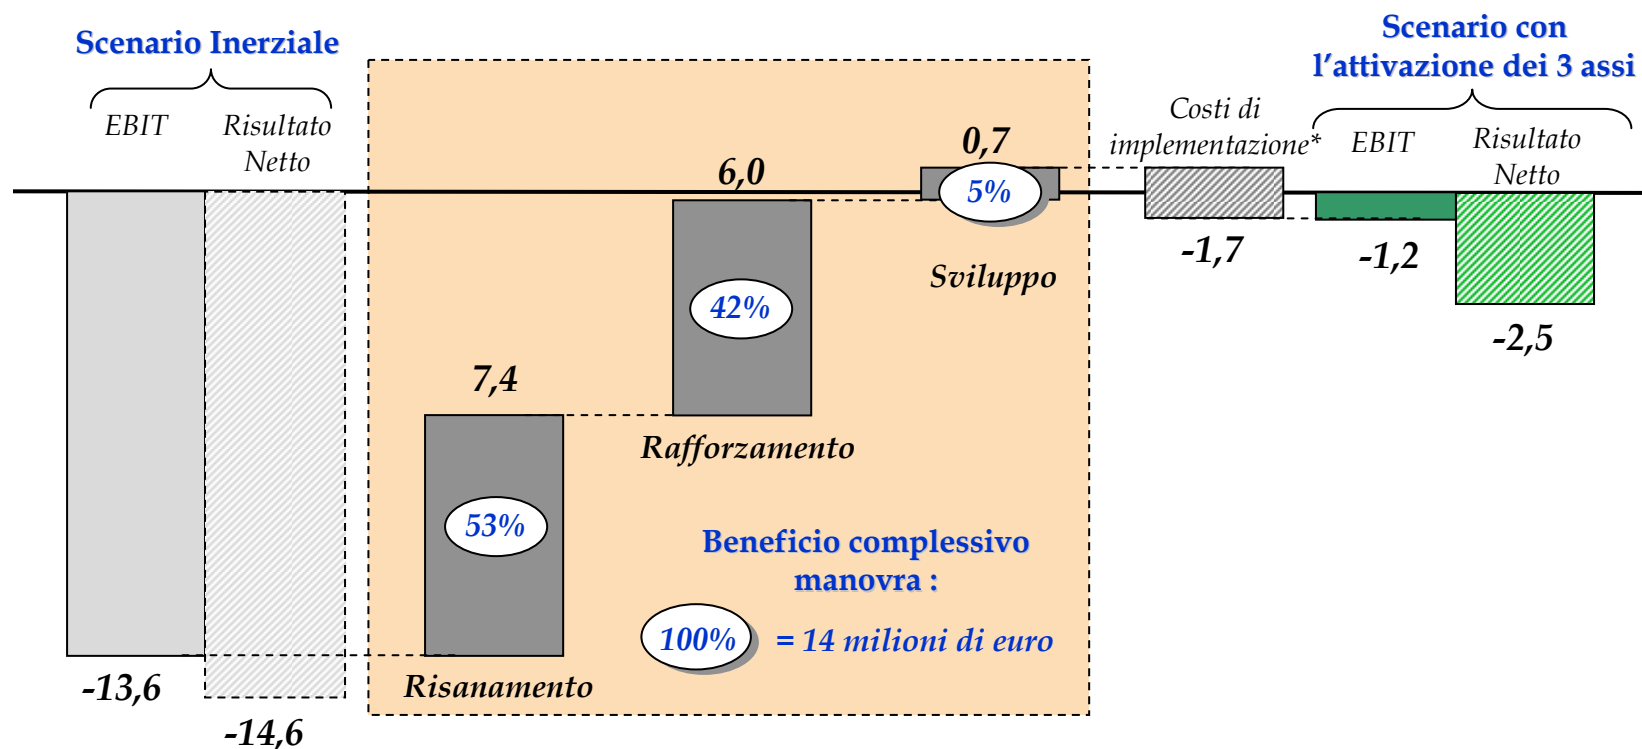 Scenario Inerziale
EBIT
Risultato
Netto
-13,6
-14,6
7,4
53%
Risanamento
6,0
42%
Rafforzamento
0,7
5%
Sviluppo
Beneficio complessivo
manovra :
100%
= 14 milioni di euro
Costi di
implementazione*
-1,7
Scenario con
l’attivazione dei 3 assi
EBIT
Risultato
Netto
-1,2
-2,5